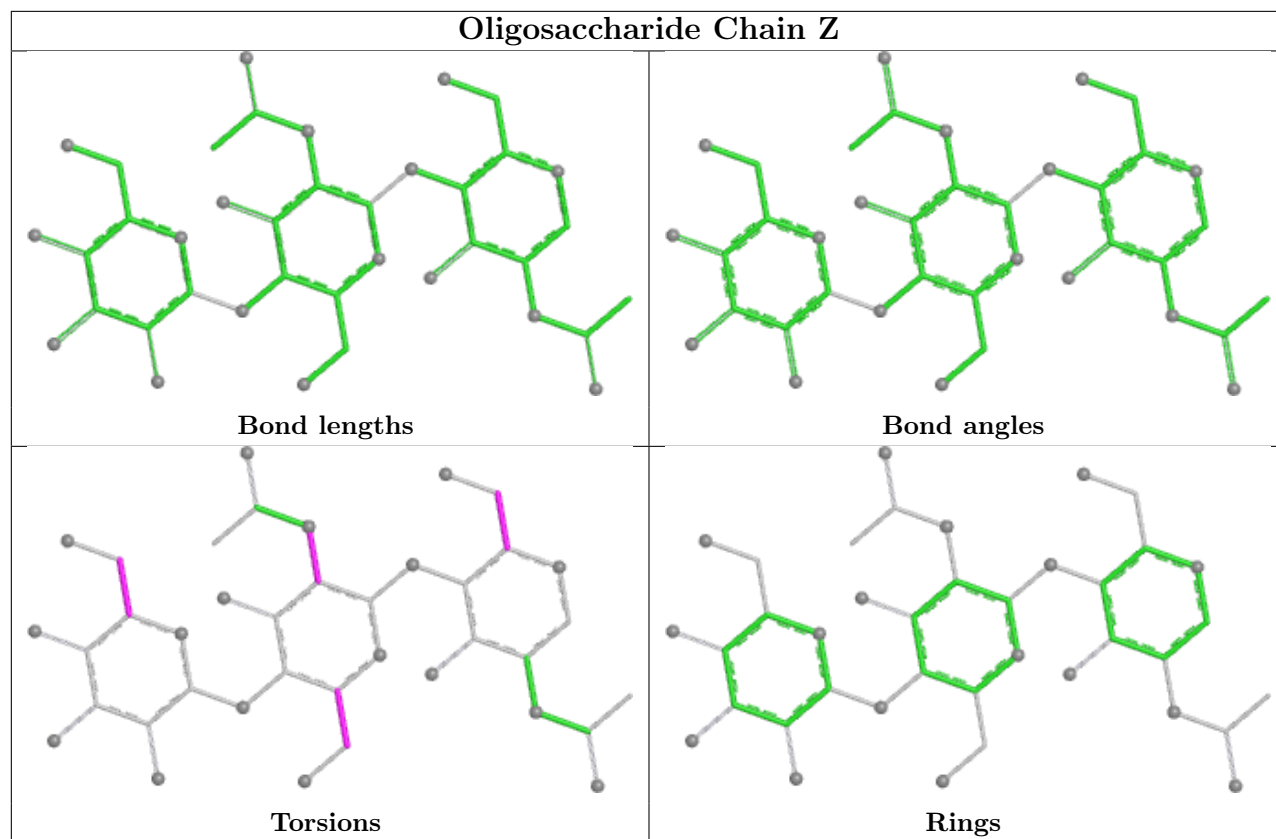 Oligosaccharide Chain Z
Bond lengths
Bond angles
Torsions
Rings